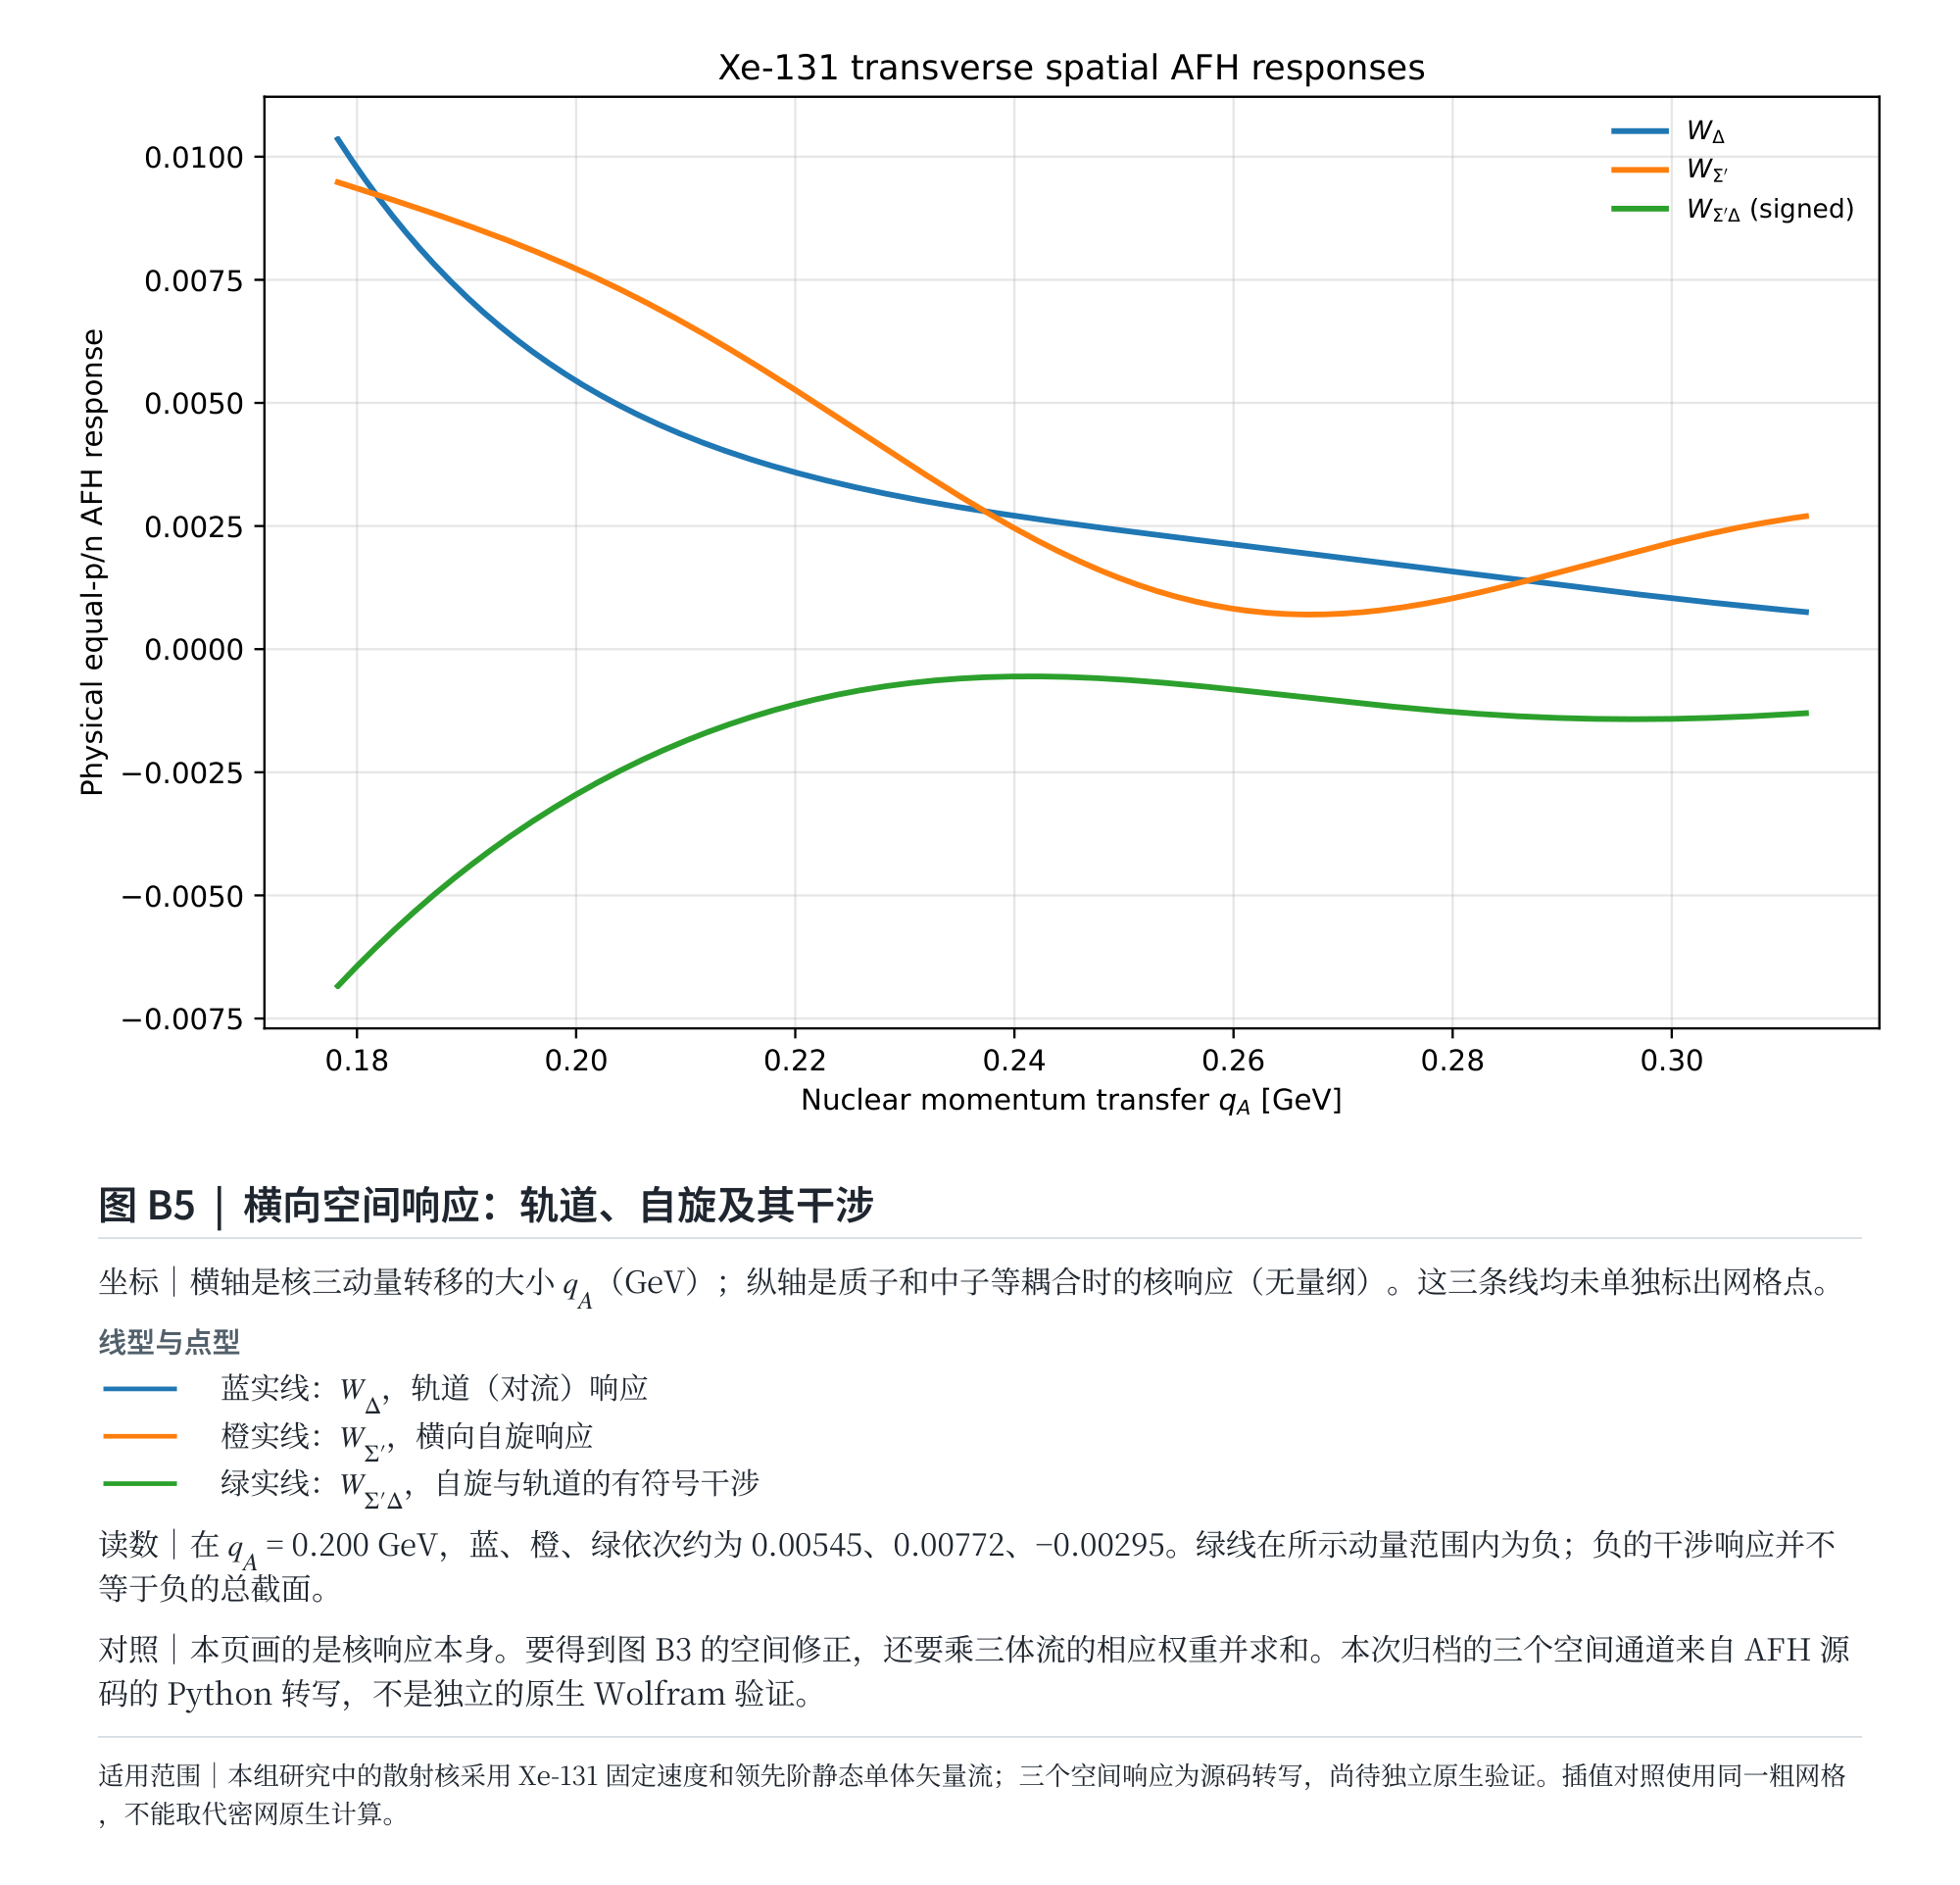 Xe-131 transverse spatial AFH responses
W_Δ
W_Σ′
W_Σ′Δ (signed)
Physical equal-p/n AFH response
0.0100
0.0075
0.0050
0.0025
0.0000
−0.0025
−0.0050
−0.0075
0.18 0.20 0.22 0.24 0.26 0.28 0.30
Nuclear momentum transfer q_A [GeV]
图 B5｜横向空间响应：轨道、自旋及其干涉
坐标｜横轴是核三动量转移的大小 q_A（GeV）；纵轴是质子和中子等耦合时的核响应（无量纲）。这三条线均未单独标出网格点。
线型与点型
蓝实线：W_Δ，轨道（对流）响应
橙实线：W_Σ′，横向自旋响应
绿实线：W_Σ′Δ，自旋与轨道的有符号干涉
读数｜在 q_A = 0.200 GeV，蓝、橙、绿依次约为 0.00545、0.00772、−0.00295。绿线在所示动量范围内为负；负的干涉响应并不
等于负的总截面。
对照｜本页画的是核响应本身。要得到图 B3 的空间修正，还要乘三体流的相应权重并求和。本次归档的三个空间通道来自 AFH 源
码的 Python 转写，不是独立的原生 Wolfram 验证。
适用范围｜本组研究中的散射核采用 Xe-131 固定速度和领先阶静态单体矢量流；三个空间响应为源码转写，尚待独立原生验证。插值对照使用同一粗网格
，不能取代密网原生计算。